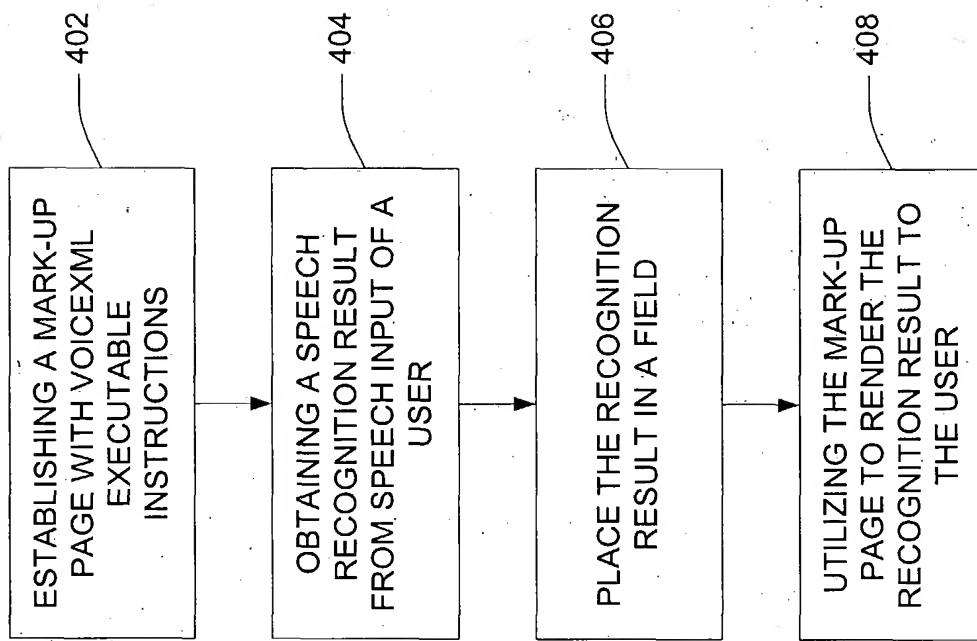 402
ESTABLISHING A MARK-UP
PAGE WITH VOICEXML
EXECUTABLE
INSTRUCTIONS
404
OBTAINING A SPEECH
RECOGNITION RESULT
FROM SPEECH INPUT OF A
USER
406
PLACE THE RECOGNITION
RESULT IN A FIELD
408
UTILIZING THE MARK-UP
PAGE TO RENDER THE
RECOGNITION RESULT TO
THE USER